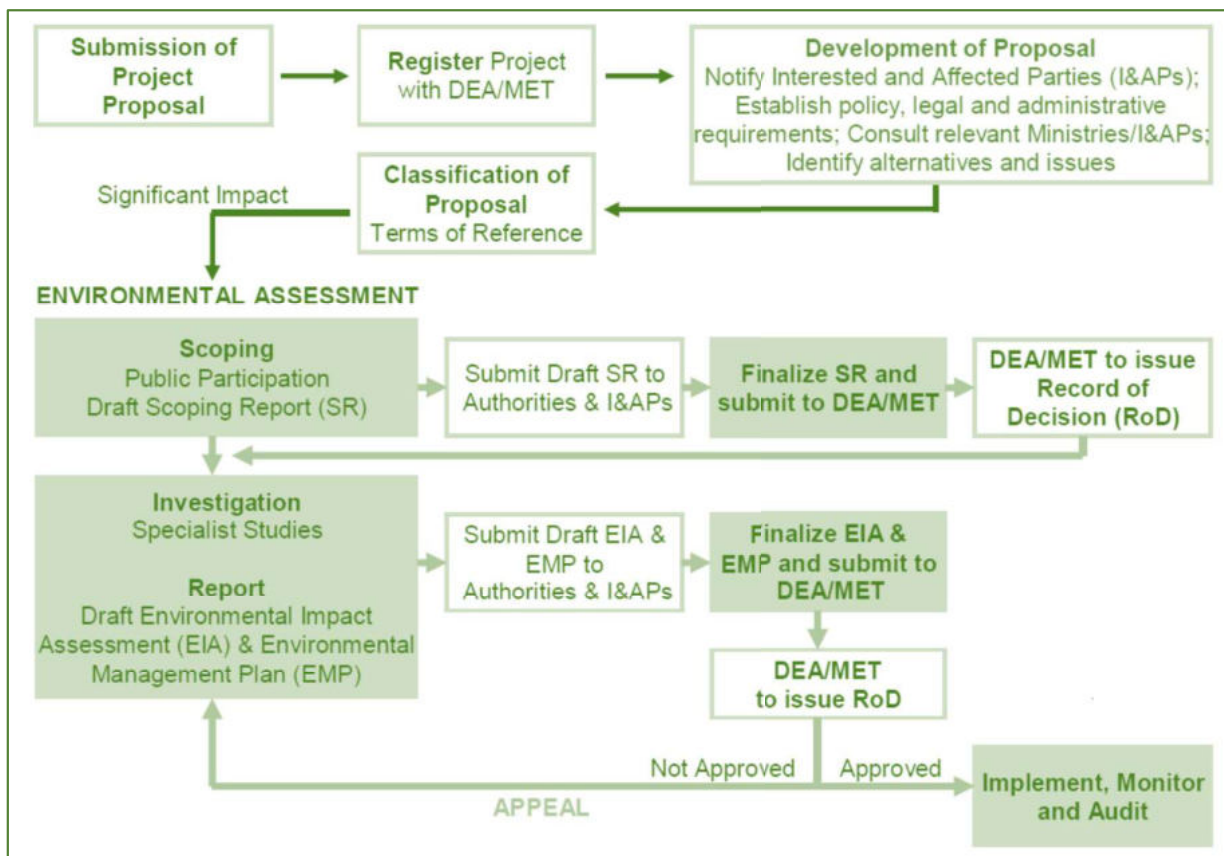 Submission of
Project
Proposal
Register Project
with DEA/MET
Development of Proposal
Notify Interested and Affected Parties (I&APs);
Establish policy, legal and administrative
requirements; Consult relevant Ministries/I&APs;
Identify alternatives and issues
Significant Impact
Classification of
Proposal
Terms of Reference
ENVIRONMENTAL ASSESSMENT
Scoping
Public Participation
Draft Scoping Report (SR)
Submit Draft SR to
Authorities & I&APs
Finalize SR and
submit to DEA/MET
DEA/MET to issue
Record of
Decision (RoD)
Investigation
Specialist Studies
Report
Draft Environmental Impact
Assessment (EIA) & Environmental
Management Plan (EMP)
Submit Draft EIA &
EMP to
Authorities & I&APs
Finalize EIA &
EMP and submit to
DEA/MET
DEA/MET
to issue RoD
Not Approved
Approved
APPEAL
Implement, Monitor
and Audit